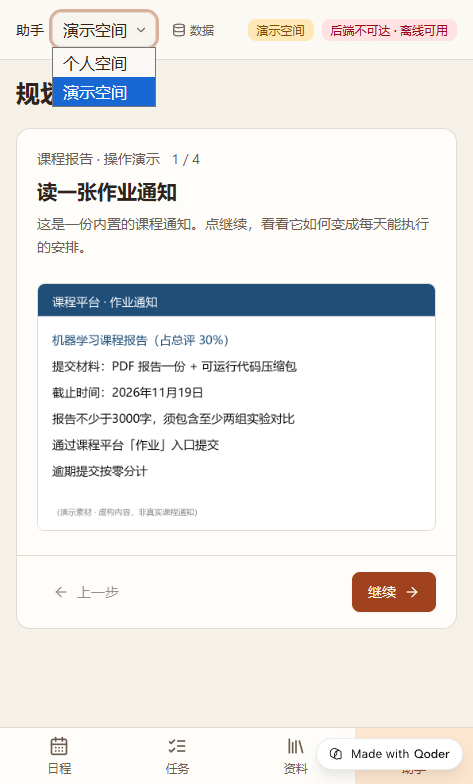 助手 演示空间 数据 演示空间 后端不可达 · 离线可用
个人空间
演示空间
课程报告 · 操作演示 1 / 4
读一张作业通知
这是一份内置的课程通知。点继续，看看它如何变成每天能执行
的安排。
课程平台 · 作业通知
机器学习课程报告（占总评 30%）
提交材料：PDF 报告一份 + 可运行代码压缩包
截止时间：2026年11月19日
报告不少于3000字，须包含至少两组实验对比
通过课程平台「作业」入口提交
逾期提交按零分计
（演示素材 · 虚构内容，非真实课程通知）
上一步 继续
日程 任务 资料
Made with Qoder